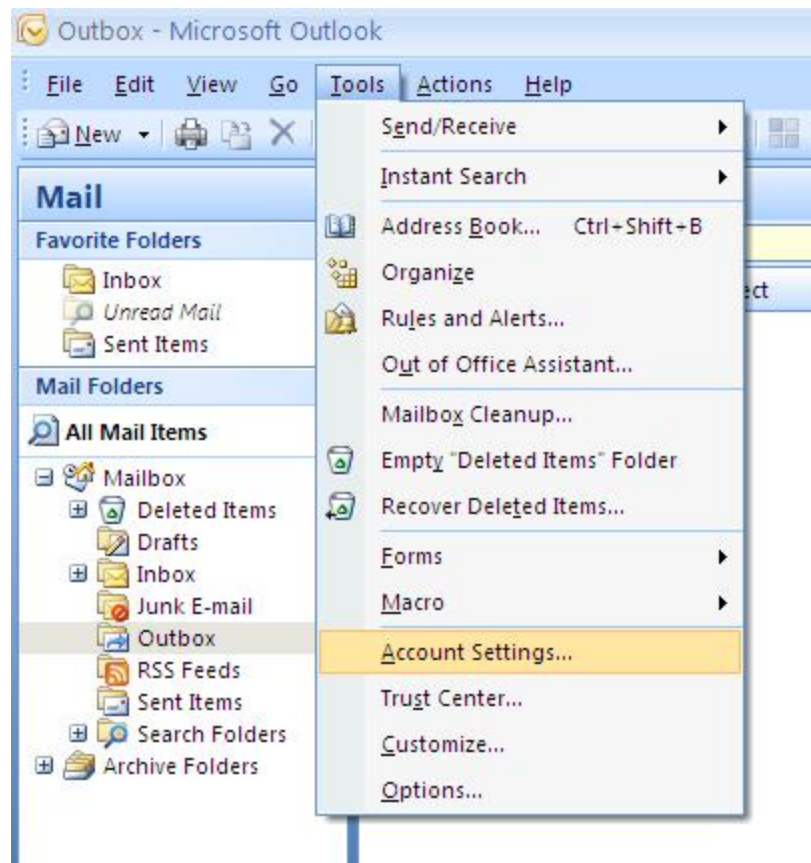 Outbox - Microsoft Outlook
File Edit View Go Tools Actions Help
New
Mail
Favorite Folders
Inbox
Unread Mail
Sent Items
Mail Folders
All Mail Items
Mailbox
Deleted Items
Drafts
Inbox
Junk E-mail
Outbox
RSS Feeds
Sent Items
Search Folders
Archive Folders
Send/Receive
Instant Search
Address Book... Ctrl+Shift+B
Organize
Rules and Alerts...
Out of Office Assistant...
Mailbox Cleanup...
Empty "Deleted Items" Folder
Recover Deleted Items...
Forms
Macro
Account Settings...
Trust Center...
Customize...
Options...
ect